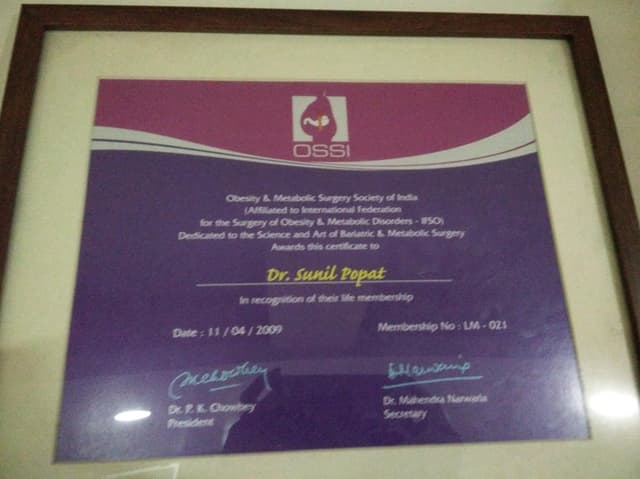 OSSI
Obesity & Metabolic Surgery Society of India
(Affiliated to International Federation
for the Surgery of Obesity & Metabolic Disorders - IFSO)
Dedicated to the Science and Art of Bariatric & Metabolic Surgery
Awards this certificate to
Dr. Sunil Popat
In recognition of their life membership
Date : 11 / 04 / 2009 Membership No : LM - 021
Dr. P. K. Chowbey Dr. Mahendra Narwaria
President Secretary